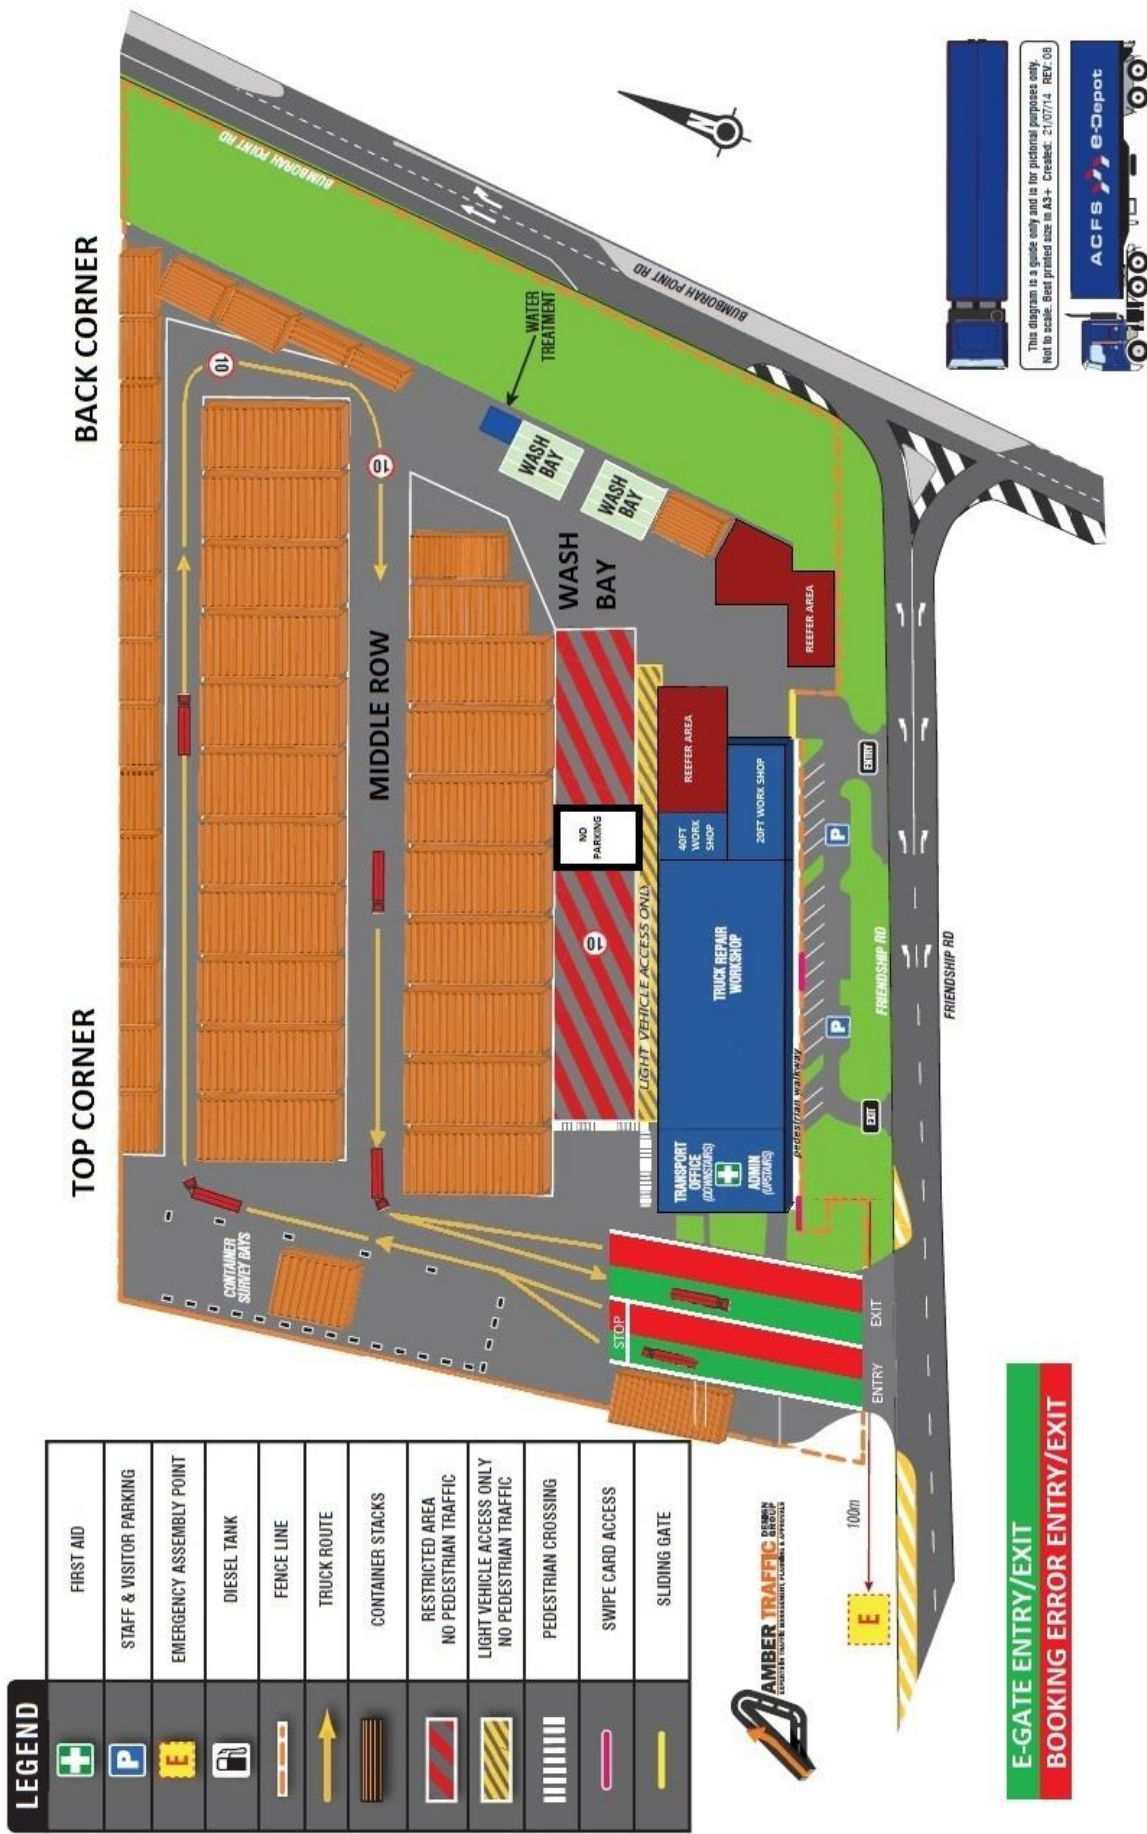 LEGEND
FIRST AID
P
STAFF & VISITOR PARKING
E
EMERGENCY ASSEMBLY POINT
DIESEL TANK
FENCE LINE
TRUCK ROUTE
CONTAINER STACKS
RESTRICTED AREA
NO PEDESTRIAN TRAFFIC
LIGHT VEHICLE ACCESS ONLY
NO PEDESTRIAN TRAFFIC
PEDESTRIAN CROSSING
SWIPE CARD ACCESS
SLIDING GATE
TOP CORNER
BACK CORNER
CONTAINER
SURVEY BAYS
10
10
MIDDLE ROW
WASH
BAY
WASH
BAY
WASH
BAY
WATER
TREATMENT
BUMBORAH POINT RD
BUMBORAH POINT RD
N
NO
PARKING
10
LIGHT VEHICLE ACCESS ONLY
REEFER AREA
REEFER AREA
40FT
WORK
SHOP
20FT WORK SHOP
TRUCK REPAIR
WORKSHOP
TRANSPORT
OFFICE
(DOWNSTAIRS)
ADMIN
(UPSTAIRS)
pedestrian walkway
P
P
STOP
ENTRY
EXIT
EXIT
ENTRY
FRIENDSHIP RD
FRIENDSHIP RD
100m
E
AMBER TRAFFIC DESIGN
GROUP
E-GATE ENTRY/EXIT
BOOKING ERROR ENTRY/EXIT
This diagram is a guide only and is for pictorial purposes only.
Not to scale. Best printed size in A3+ Created: 21/07/14 REV: 08
ACFS e-Depot